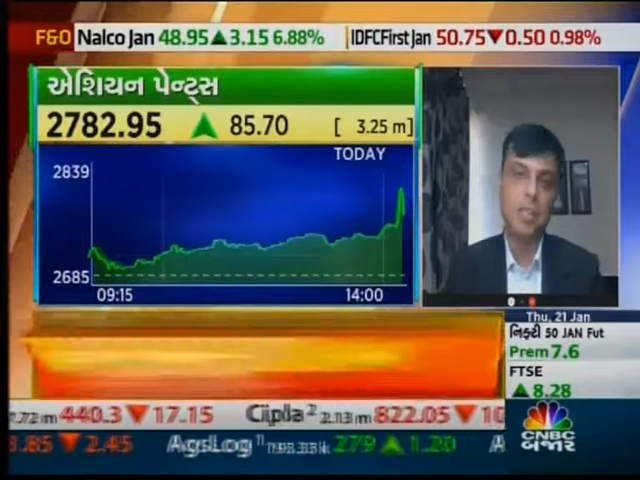 F&O Nalco Jan 48.95▲3.15 6.88% IDFCFirst Jan 50.75▼0.50 0.98%
એશિયન પેન્ટ્સ
2782.95 ▲ 85.70 [ 3.25 m]
TODAY
2839
2685
09:15 14:00
Thu, 21 Jan
નિફ્ટી 50 JAN Fut
Prem 7.6
FTSE
▲ 8.28
440.3 ▼ 17.15 Cipla 822.05 ▼ 10
▼ 2.45 AgsLog 279 ▲ 1.20 A
CNBC
બજાર